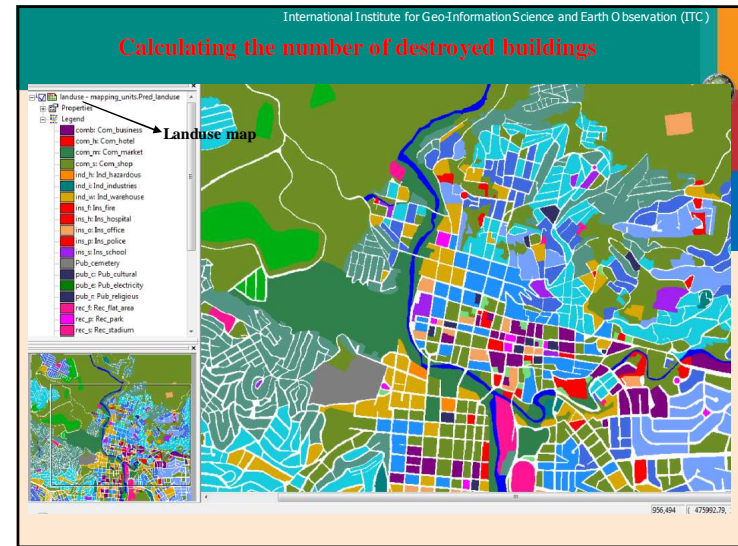 International Institute for Geo-Information Science and Earth Observation (ITC)
Calculating the number of destroyed buildings
landuse - mapping_units.Pred_landuse
Properties
Legend
comb: Com_business
com_h: Com_hotel
com_m: Com_market
com_s: Com_shop
ind_h: Ind_hazardous
ind_i: Ind_industries
ind_w: Ind_warehouse
ins_f: Ins_fire
ins_h: Ins_hospital
ins_o: Ins_office
ins_p: Ins_police
ins_s: Ins_school
Pub_cemetery
pub_c: Pub_cultural
pub_e: Pub_electricity
pub_r: Pub_religious
rec_f: Rec_flat_area
rec_p: Rec_park
rec_s: Rec_stadium
Landuse map
956,494 ( 475992.79,